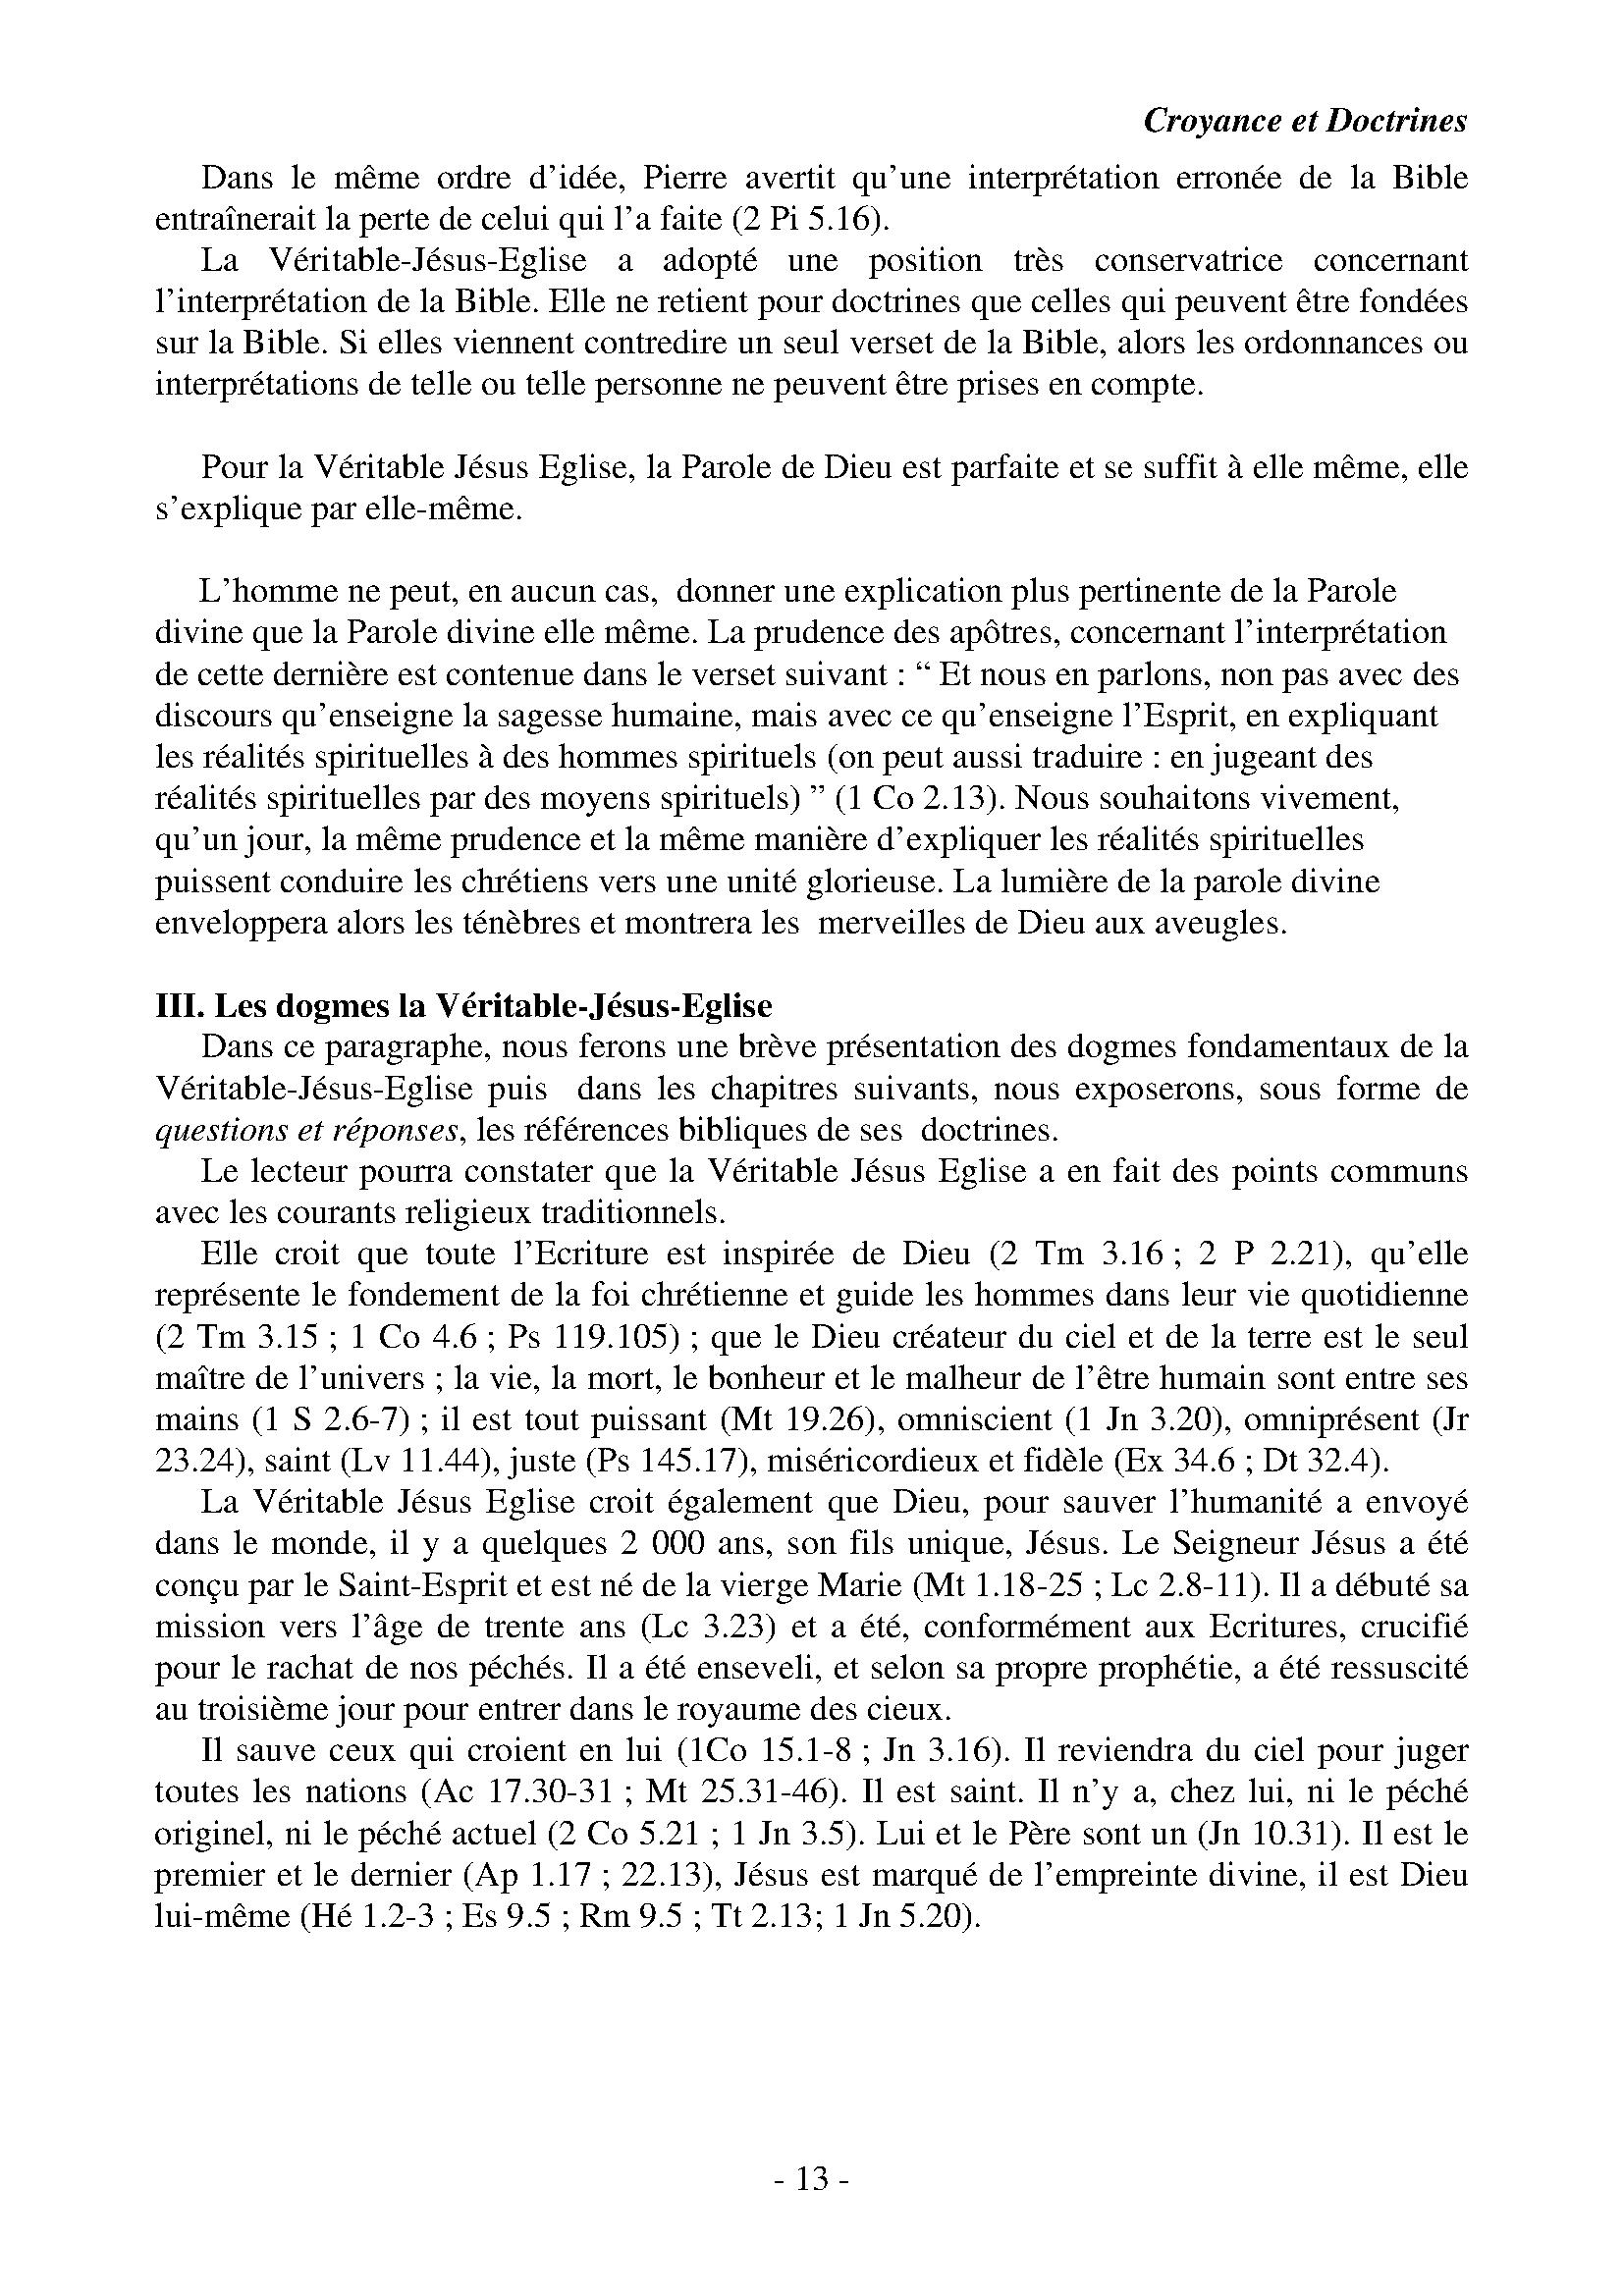 Croyance et Doctrines
Dans le même ordre d’idée, Pierre avertit qu’une interprétation erronée de la Bible
entraînerait la perte de celui qui l’a faite (2 Pi 5.16).
La Véritable-Jésus-Eglise a adopté une position très conservatrice concernant
l’interprétation de la Bible. Elle ne retient pour doctrines que celles qui peuvent être fondées
sur la Bible. Si elles viennent contredire un seul verset de la Bible, alors les ordonnances ou
interprétations de telle ou telle personne ne peuvent être prises en compte.
Pour la Véritable Jésus Eglise, la Parole de Dieu est parfaite et se suffit à elle même, elle
s’explique par elle-même.
L’homme ne peut, en aucun cas,  donner une explication plus pertinente de la Parole
divine que la Parole divine elle même. La prudence des apôtres, concernant l’interprétation
de cette dernière est contenue dans le verset suivant : “ Et nous en parlons, non pas avec des
discours qu’enseigne la sagesse humaine, mais avec ce qu’enseigne l’Esprit, en expliquant
les réalités spirituelles à des hommes spirituels (on peut aussi traduire : en jugeant des
réalités spirituelles par des moyens spirituels) ” (1 Co 2.13). Nous souhaitons vivement,
qu’un jour, la même prudence et la même manière d’expliquer les réalités spirituelles
puissent conduire les chrétiens vers une unité glorieuse. La lumière de la parole divine
enveloppera alors les ténèbres et montrera les  merveilles de Dieu aux aveugles.
III. Les dogmes la Véritable-Jésus-Eglise
Dans ce paragraphe, nous ferons une brève présentation des dogmes fondamentaux de la
Véritable-Jésus-Eglise puis  dans les chapitres suivants, nous exposerons, sous forme de
questions et réponses, les références bibliques de ses  doctrines.
Le lecteur pourra constater que la Véritable Jésus Eglise a en fait des points communs
avec les courants religieux traditionnels.
Elle croit que toute l’Ecriture est inspirée de Dieu (2 Tm 3.16 ; 2 P 2.21), qu’elle
représente le fondement de la foi chrétienne et guide les hommes dans leur vie quotidienne
(2 Tm 3.15 ; 1 Co 4.6 ; Ps 119.105) ; que le Dieu créateur du ciel et de la terre est le seul
maître de l’univers ; la vie, la mort, le bonheur et le malheur de l’être humain sont entre ses
mains (1 S 2.6-7) ; il est tout puissant (Mt 19.26), omniscient (1 Jn 3.20), omniprésent (Jr
23.24), saint (Lv 11.44), juste (Ps 145.17), miséricordieux et fidèle (Ex 34.6 ; Dt 32.4).
La Véritable Jésus Eglise croit également que Dieu, pour sauver l’humanité a envoyé
dans le monde, il y a quelques 2 000 ans, son fils unique, Jésus. Le Seigneur Jésus a été
conçu par le Saint-Esprit et est né de la vierge Marie (Mt 1.18-25 ; Lc 2.8-11). Il a débuté sa
mission vers l’âge de trente ans (Lc 3.23) et a été, conformément aux Ecritures, crucifié
pour le rachat de nos péchés. Il a été enseveli, et selon sa propre prophétie, a été ressuscité
au troisième jour pour entrer dans le royaume des cieux.
Il sauve ceux qui croient en lui (1Co 15.1-8 ; Jn 3.16). Il reviendra du ciel pour juger
toutes les nations (Ac 17.30-31 ; Mt 25.31-46). Il est saint. Il n’y a, chez lui, ni le péché
originel, ni le péché actuel (2 Co 5.21 ; 1 Jn 3.5). Lui et le Père sont un (Jn 10.31). Il est le
premier et le dernier (Ap 1.17 ; 22.13), Jésus est marqué de l’empreinte divine, il est Dieu
lui-même (Hé 1.2-3 ; Es 9.5 ; Rm 9.5 ; Tt 2.13; 1 Jn 5.20).
- 13 -